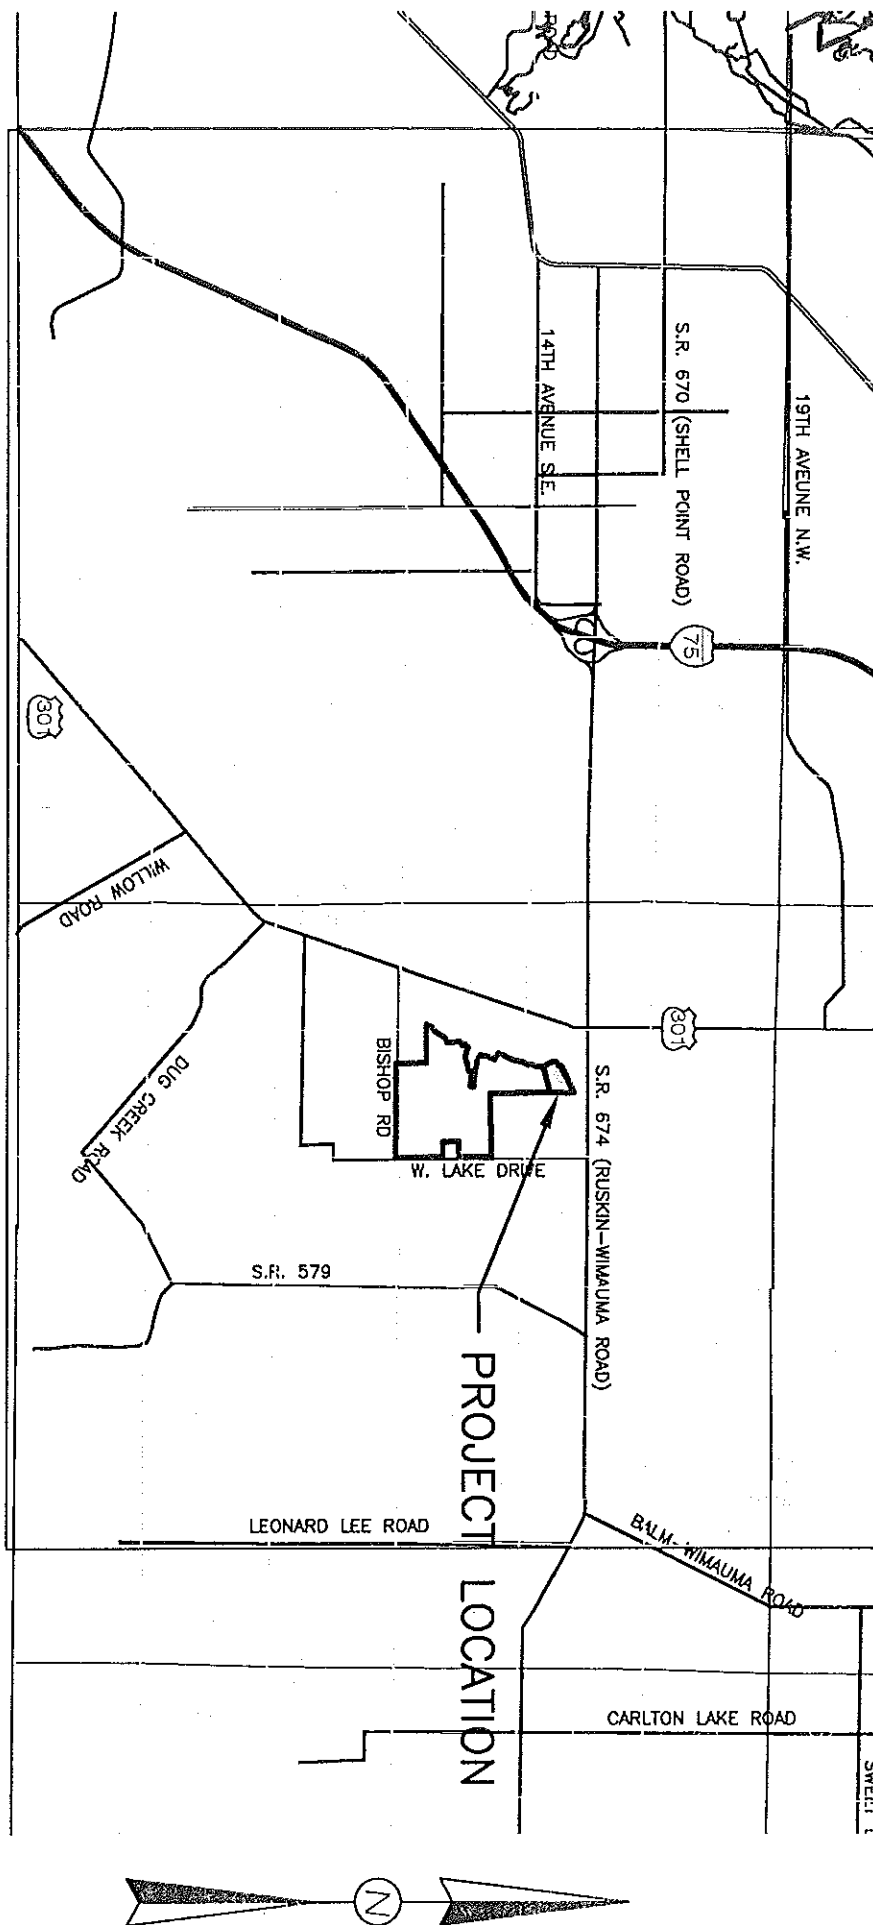 ROAD
19TH AVEUNE N.W.
S.R. 670 (SHELL POINT ROAD)
14TH AVENUE S.E.
75
301
WILLOW ROAD
301
DUG CREEK ROAD
BISHOP RD
S.R. 674 (RUSKIN-WIMAUMA ROAD)
W. LAKE DRIVE
S.R. 579
PROJECT LOCATION
LEONARD LEE ROAD
BALM-WIMAUMA ROAD
CARLTON LAKE ROAD
N